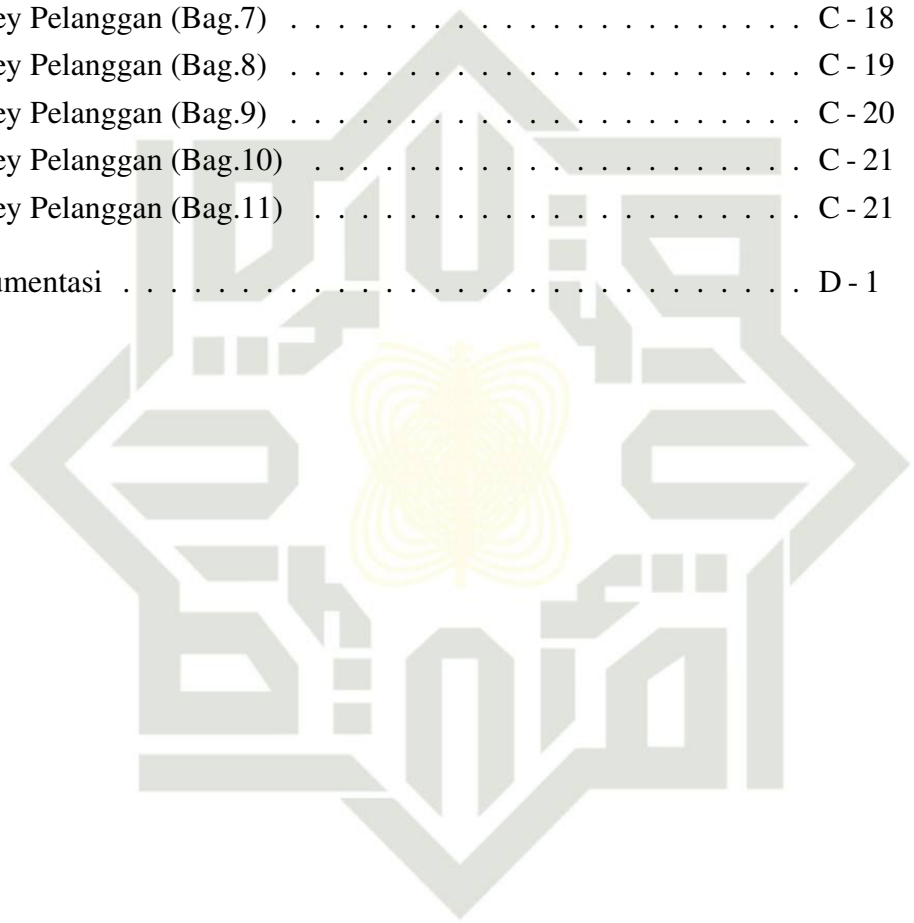 ey Pelanggan (Bag.7) . . . . . . . . . . . . . . . . . . . . . . C - 18
ey Pelanggan (Bag.8) . . . . . . . . . . . . . . . . . . . . . . C - 19
ey Pelanggan (Bag.9) . . . . . . . . . . . . . . . . . . . . . . C - 20
ey Pelanggan (Bag.10) . . . . . . . . . . . . . . . . . . . . . C - 21
ey Pelanggan (Bag.11) . . . . . . . . . . . . . . . . . . . . . C - 21
umentasi . . . . . . . . . . . . . . . . . . . . . . . . . . . . . D - 1